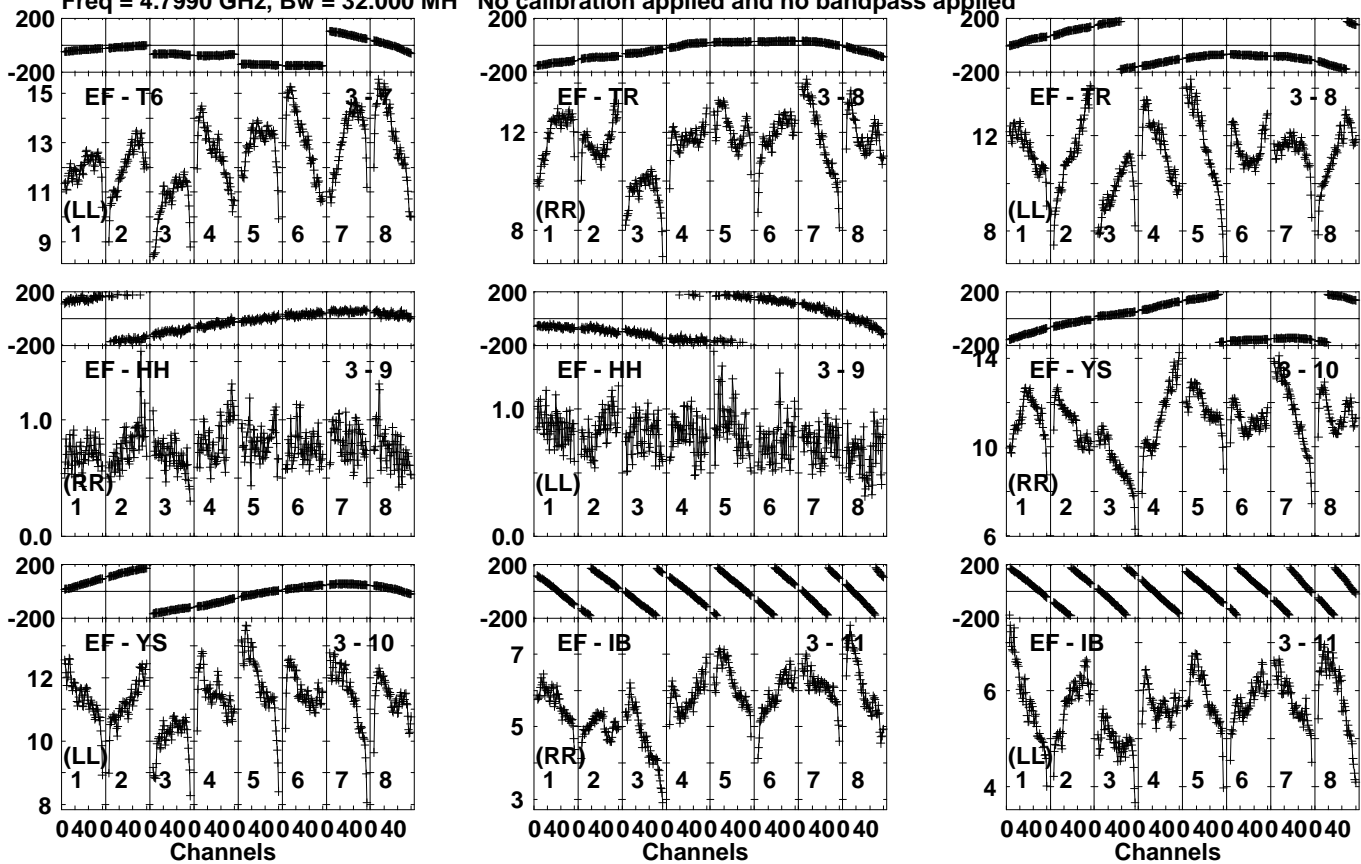 Freq = 4.7990 GHz, Bw = 32.000 MH No calibration applied and no bandpass applied
200
-200
15
13
11
9
EF - T6 3 - 7
(LL)
1 2 3 4 5 6 7 8
200
-200
12
8
EF - TR 3 - 8
(RR)
1 2 3 4 5 6 7 8
200
-200
12
8
EF - TR 3 - 8
(LL)
1 2 3 4 5 6 7 8
200
-200
1.0
0.0
EF - HH 3 - 9
(RR)
1 2 3 4 5 6 7 8
200
-200
1.0
0.0
EF - HH 3 - 9
(LL)
1 2 3 4 5 6 7 8
200
-200
14
10
6
EF - YS 3 - 10
(RR)
1 2 3 4 5 6 7 8
200
-200
12
10
8
EF - YS 3 - 10
(LL)
1 2 3 4 5 6 7 8
0 40 0 40 0 40 0 40 0 40 0 40 0 40 0 40
Channels
200
-200
7
5
3
EF - IB 3 - 11
(RR)
1 2 3 4 5 6 7 8
0 40 0 40 0 40 0 40 0 40 0 40 0 40 0 40
Channels
200
-200
6
4
EF - IB 3 - 11
(LL)
1 2 3 4 5 6 7 8
0 40 0 40 0 40 0 40 0 40 0 40 0 40 0 40
Channels